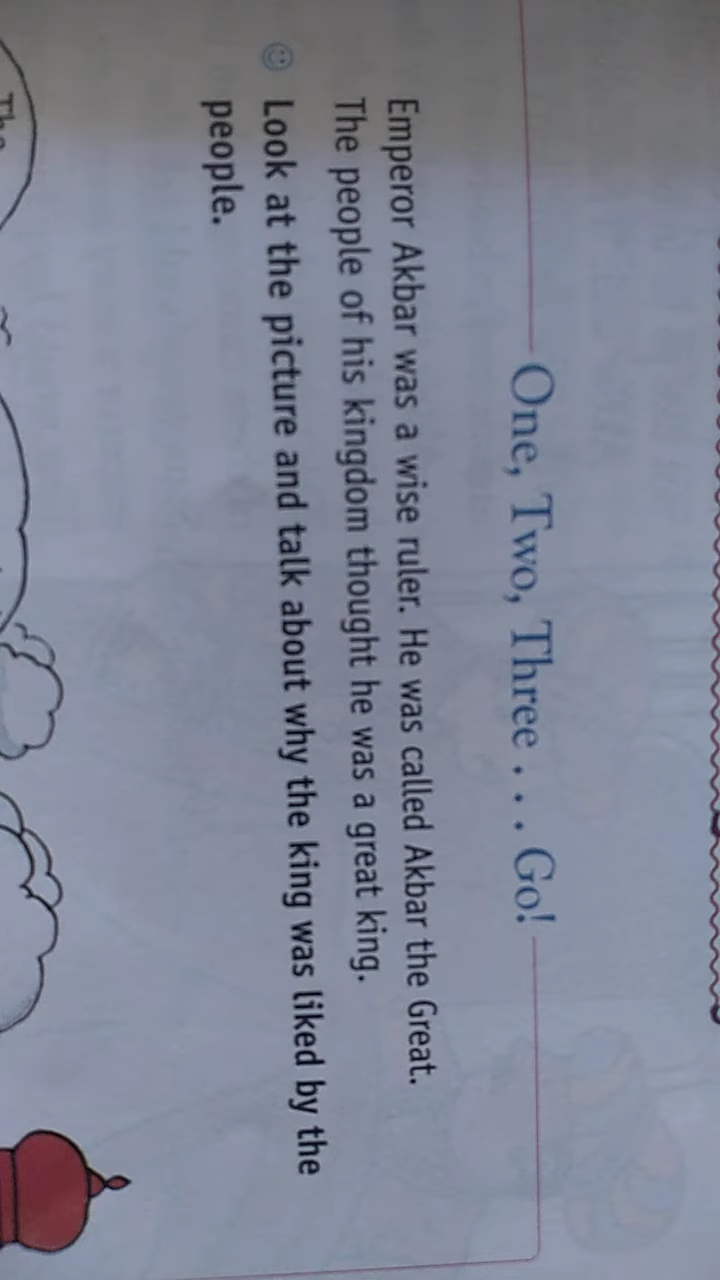 One, Two, Three . . . Go!
Emperor Akbar was a wise ruler. He was called Akbar the Great.
The people of his kingdom thought he was a great king.
Look at the picture and talk about why the king was liked by the
people.